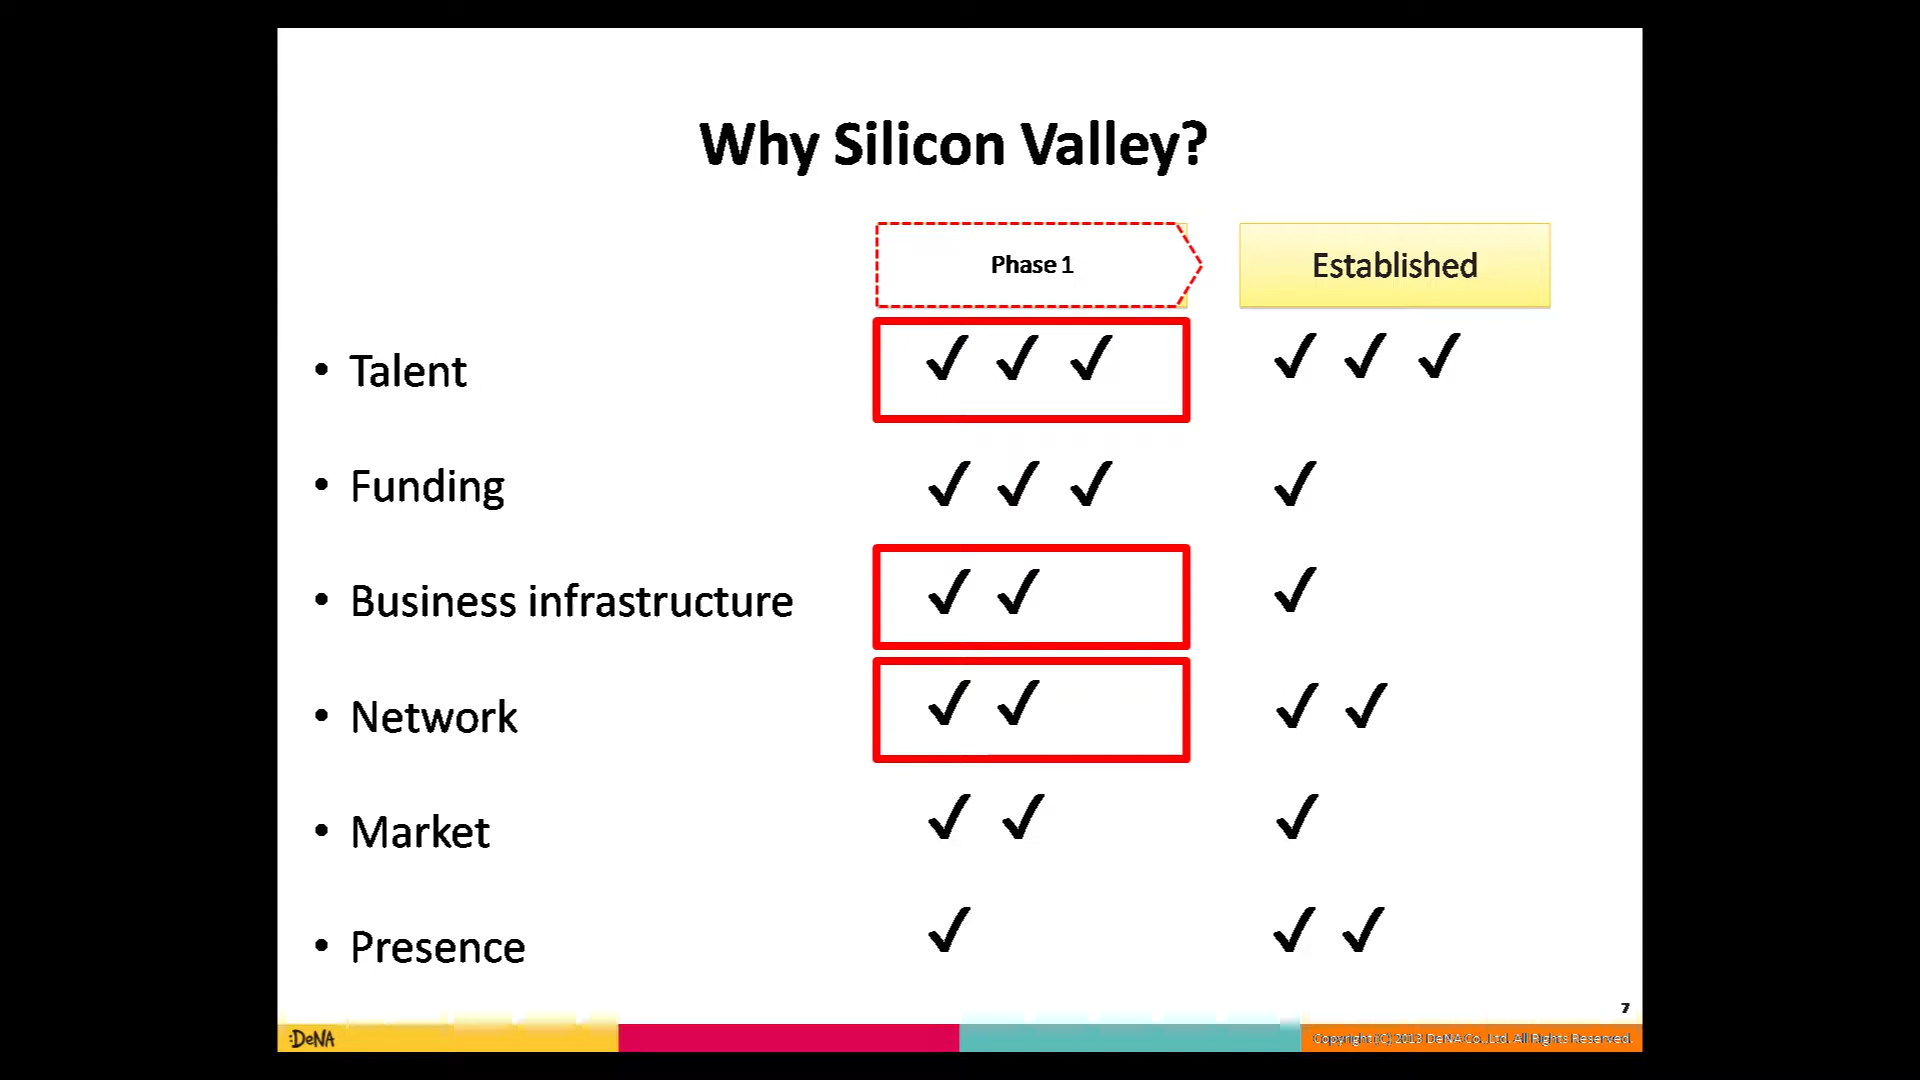 Why Silicon Valley?
Phase 1 Established
• Talent ✓ ✓ ✓ ✓ ✓ ✓
• Funding ✓ ✓ ✓ ✓
• Business infrastructure ✓ ✓ ✓
• Network ✓ ✓ ✓ ✓
• Market ✓ ✓ ✓
• Presence ✓ ✓ ✓
7
:DeNA Copyright (C) 2013 DeNA Co.,Ltd. All Rights Reserved.